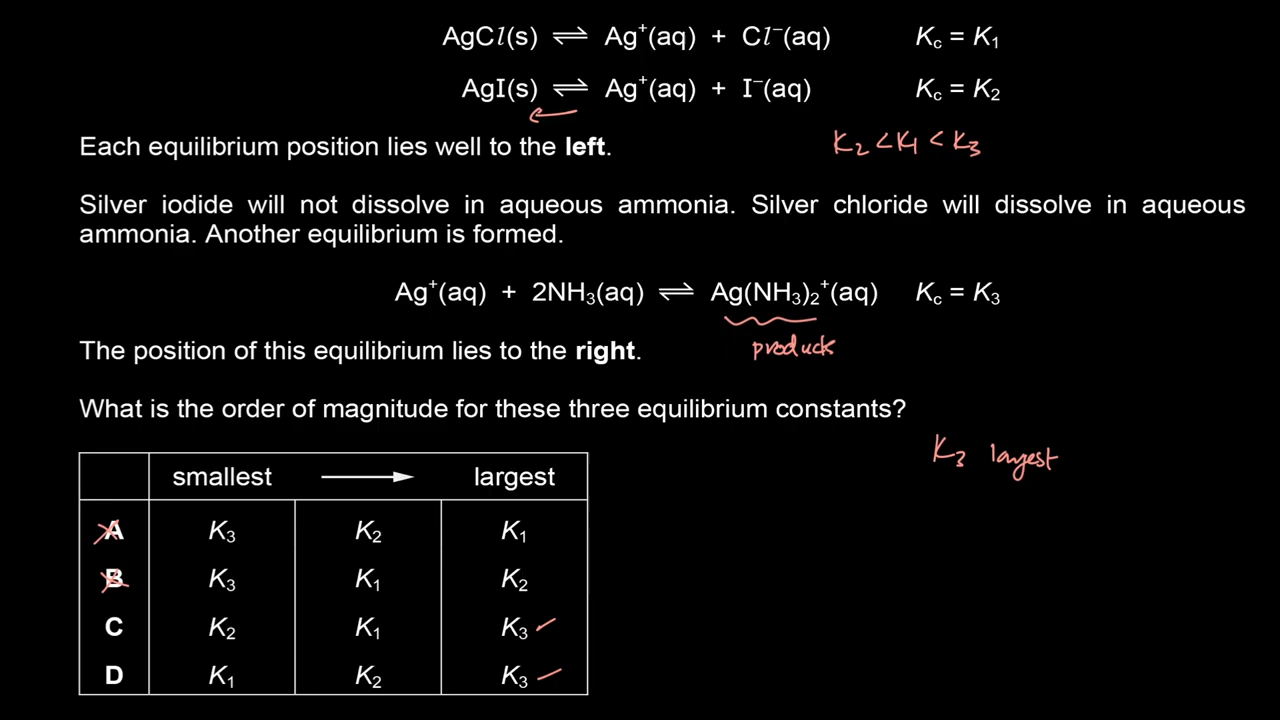 AgCl(s) ⇌ Ag⁺(aq) + Cl⁻(aq) Kc = K₁
AgI(s) ⇌ Ag⁺(aq) + I⁻(aq) Kc = K₂
Each equilibrium position lies well to the left.
K₂ < K₁ < K₃
Silver iodide will not dissolve in aqueous ammonia. Silver chloride will dissolve in aqueous
ammonia. Another equilibrium is formed.
Ag⁺(aq) + 2NH₃(aq) ⇌ Ag(NH₃)₂⁺(aq) Kc = K₃
The position of this equilibrium lies to the right.
products
What is the order of magnitude for these three equilibrium constants?
K₃ largest
smallest → largest
A K₃ K₂ K₁
B K₃ K₁ K₂
C K₂ K₁ K₃
D K₁ K₂ K₃